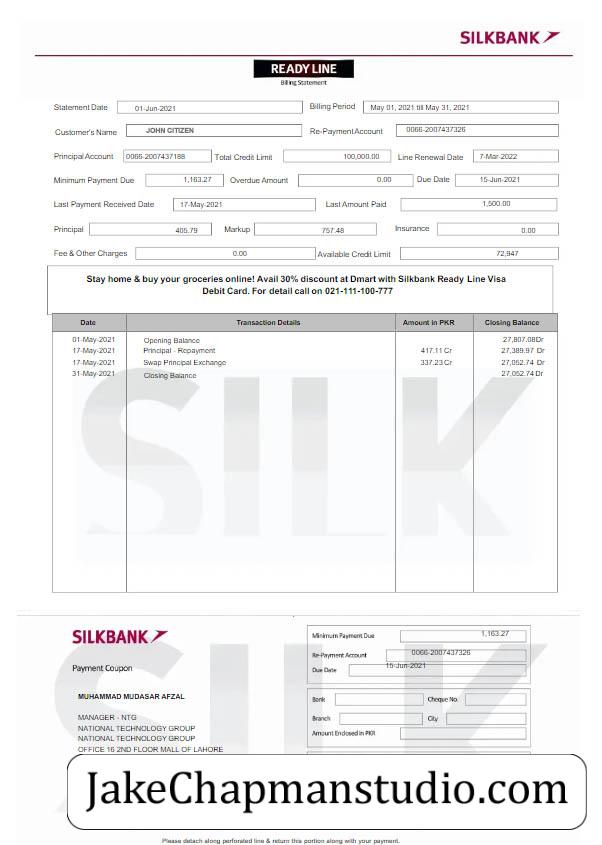 SILKBANK
READY LINE
Billing Statement
Statement Date 01-Jun-2021 Billing Period May 01, 2021 till May 31, 2021
Customer's Name JOHN CITIZEN Re-Payment Account 0066-2007437326
Principal Account 0066-2007437188 Total Credit Limit 100,000.00 Line Renewal Date 7-Mar-2022
Minimum Payment Due 1,163.27 Overdue Amount 0.00 Due Date 15-Jun-2021
Last Payment Received Date 17-May-2021 Last Amount Paid 1,500.00
Principal 405.79 Markup 757.48 Insurance 0.00
Fee & Other Charges 0.00 Available Credit Limit 72,947
Stay home & buy your groceries online! Avail 30% discount at Dmart with Silkbank Ready Line Visa
Debit Card. For detail call on 021-111-100-777
Date Transaction Details Amount in PKR Closing Balance
01-May-2021 Opening Balance 27,807.08Dr
17-May-2021 Principal - Repayment 417.11 Cr 27,389.97 Dr
17-May-2021 Swap Principal Exchange 337.23 Cr 27,052.74 Dr
31-May-2021 Closing Balance 27,052.74 Dr
SILK
SILKBANK
Payment Coupon
Minimum Payment Due 1,163.27
Re-Payment Account 0066-2007437326
Due Date 15-Jun-2021
MUHAMMAD MUDASAR AFZAL
MANAGER - NTG
NATIONAL TECHNOLOGY GROUP
NATIONAL TECHNOLOGY GROUP
OFFICE 16 2ND FLOOR MALL OF LAHORE
Bank Cheque No.
Branch City
Amount Enclosed in PKR
SILK
JakeChapmanstudio.com
Please detach along perforated line & return this portion along with your payment.